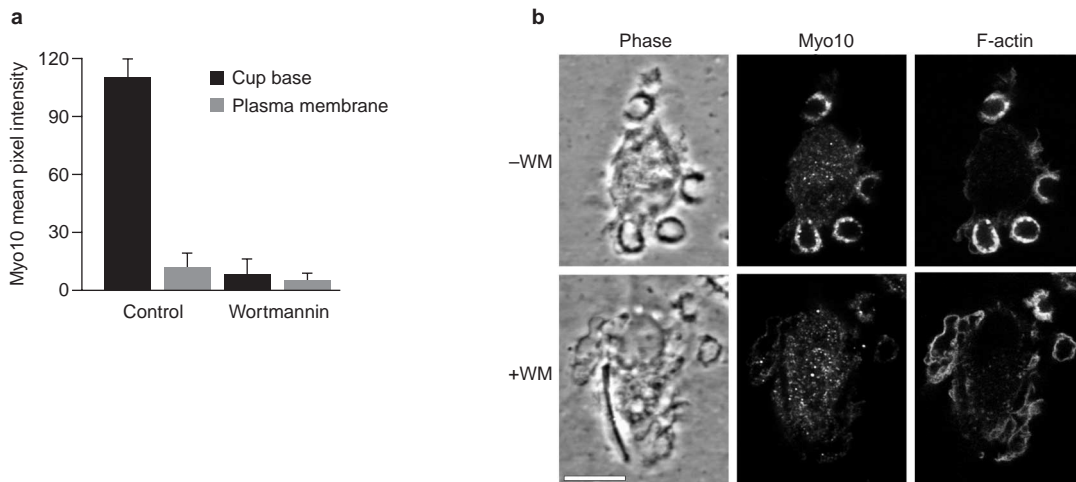 a
Myo10 mean pixel intensity
120
90
60
30
0
Cup base
Plasma membrane
Control
Wortmannin
b
Phase
Myo10
F-actin
–WM
+WM